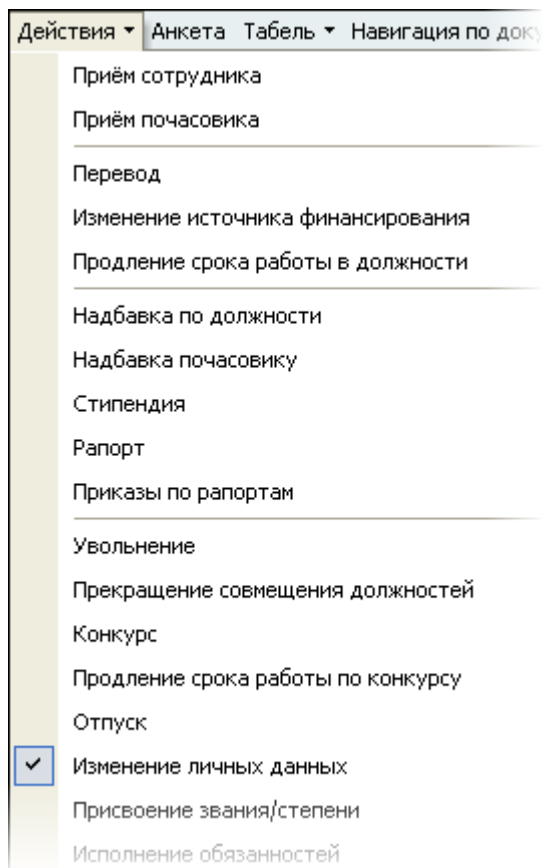 Действия Анкета Табель Навигация по доку
Приём сотрудника
Приём почасовика
Перевод
Изменение источника финансирования
Продление срока работы в должности
Надбавка по должности
Надбавка почасовику
Стипендия
Рапорт
Приказы по рапортам
Увольнение
Прекращение совмещения должностей
Конкурс
Продление срока работы по конкурсу
Отпуск
Изменение личных данных
Присвоение звания/степени
Исполнение обязанностей